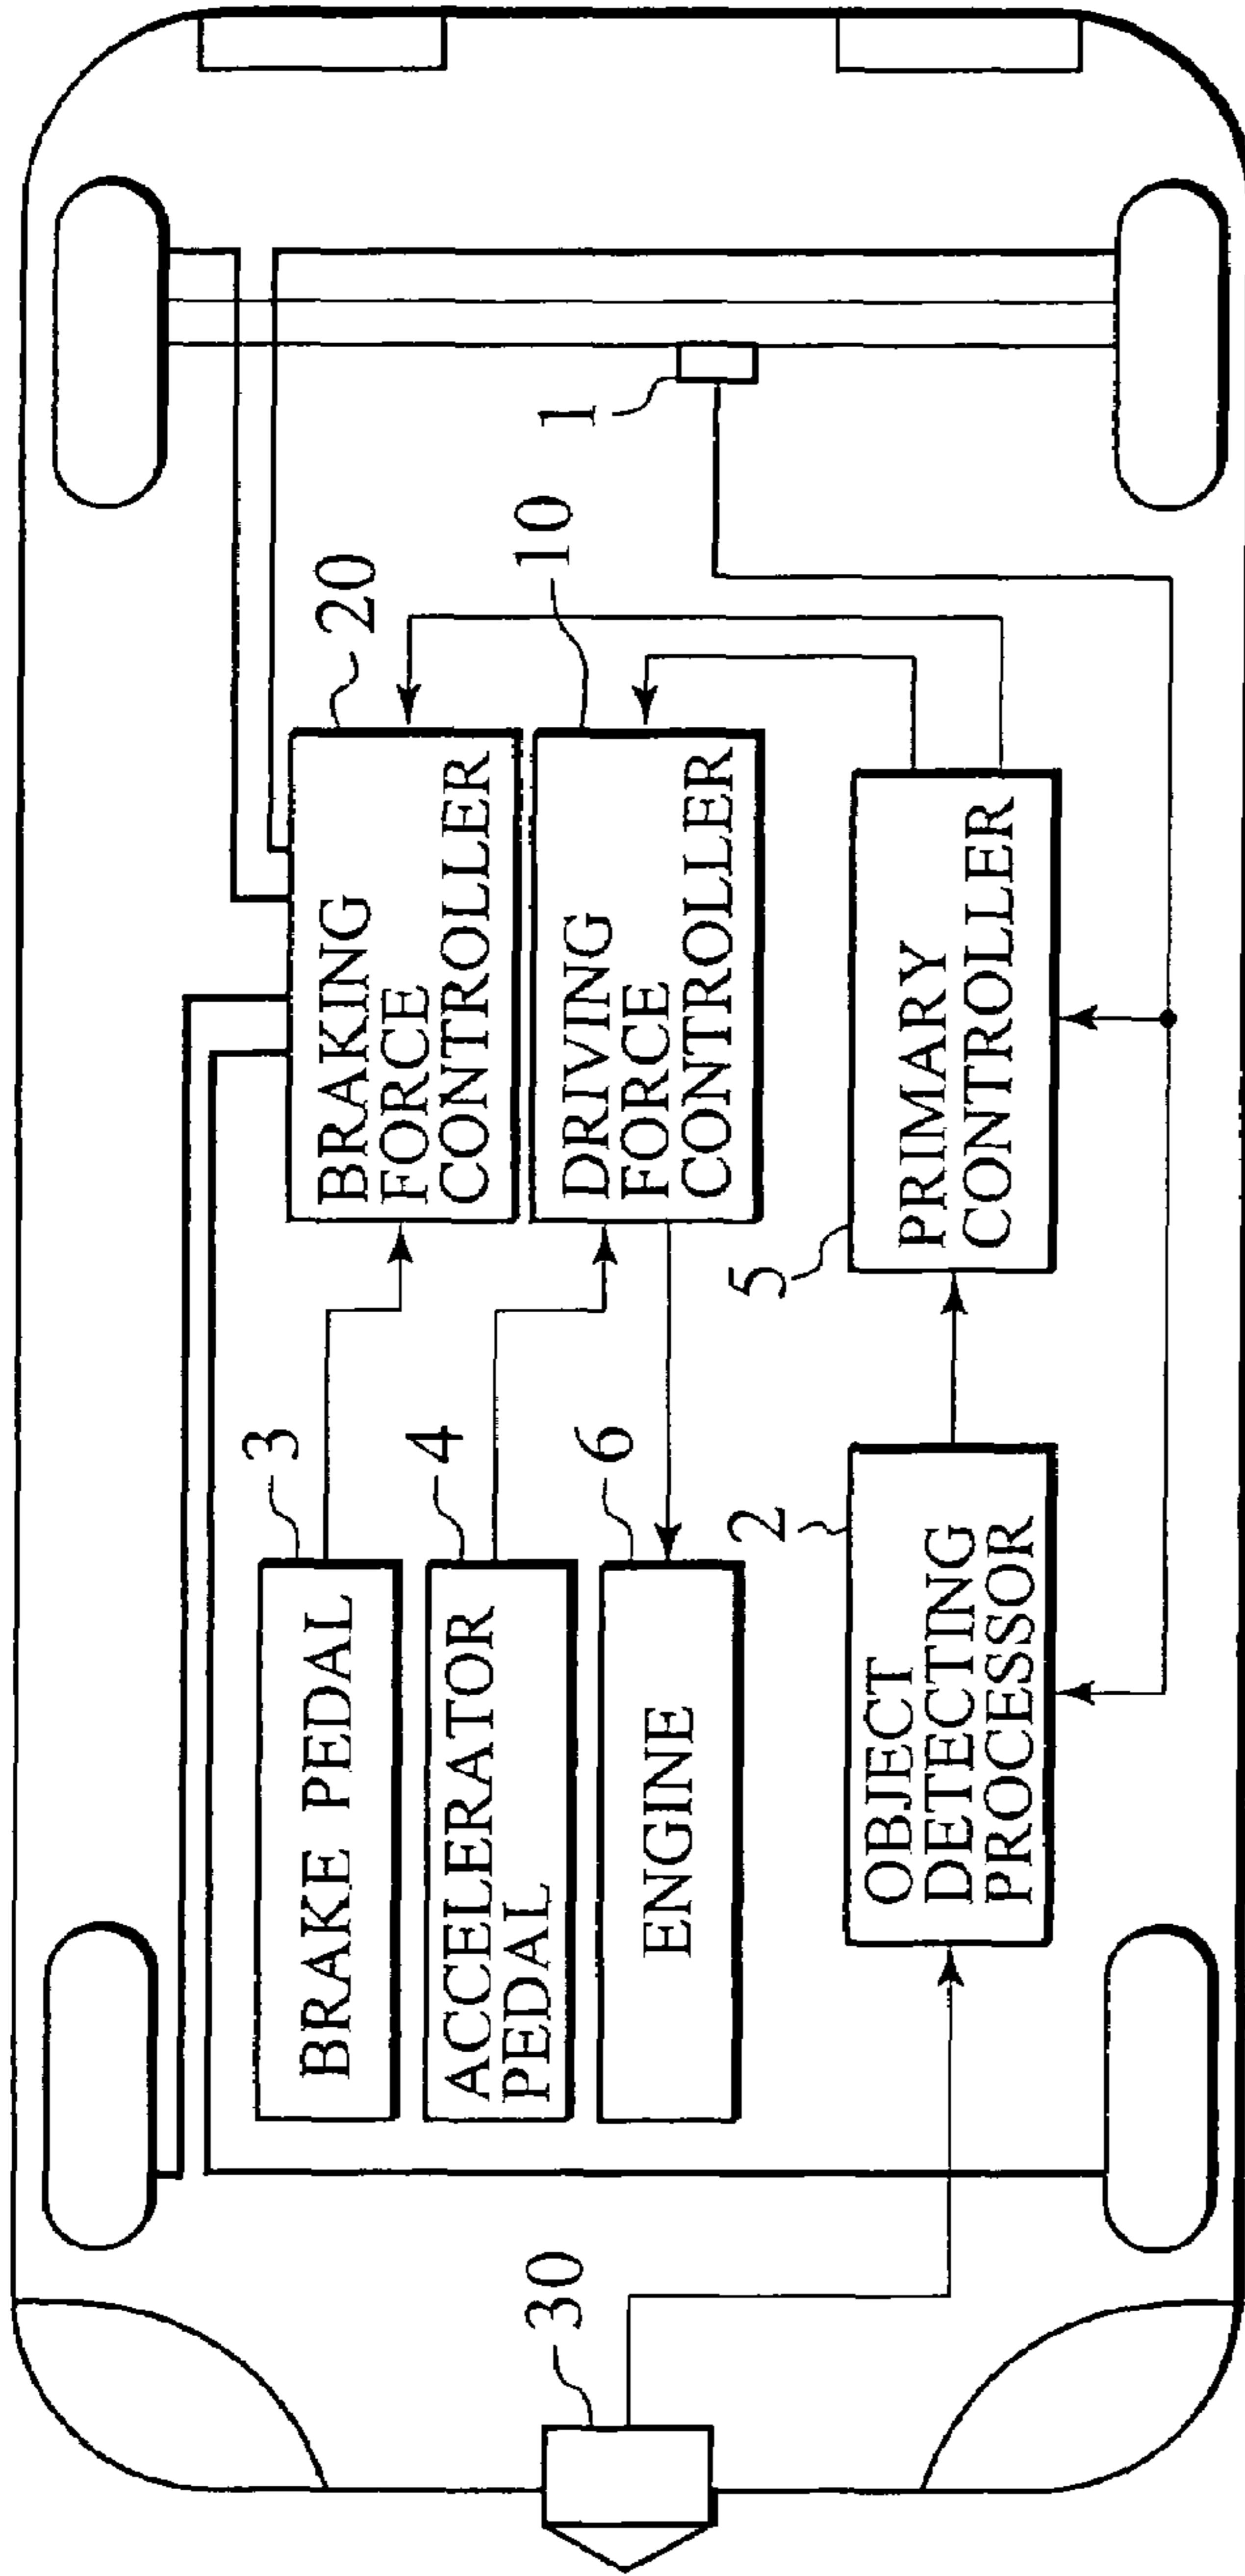 3
BRAKE PEDAL
4
ACCELERATOR
PEDAL
6
ENGINE
20
BRAKING
FORCE
CONTROLLER
10
DRIVING
FORCE
CONTROLLER
30
2
OBJECT
DETECTING
PROCESSOR
5
PRIMARY
CONTROLLER
1